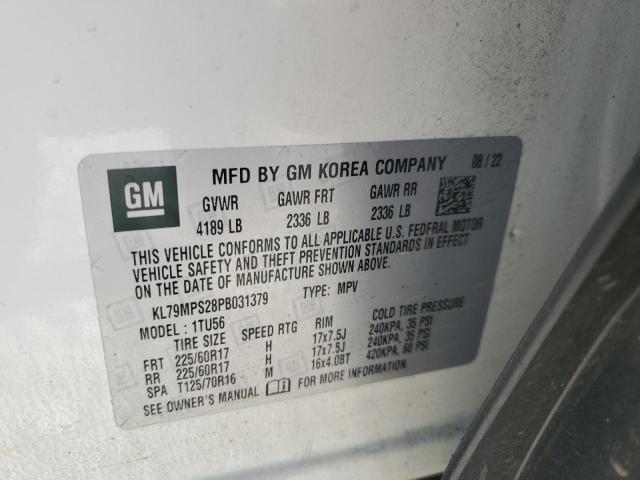 GM
MFD BY GM KOREA COMPANY 08/22
GVWR GAWR FRT GAWR RR
4189 LB 2336 LB 2336 LB
THIS VEHICLE CONFORMS TO ALL APPLICABLE U.S. FEDERAL MOTOR
VEHICLE SAFETY AND THEFT PREVENTION STANDARDS IN EFFECT
ON THE DATE OF MANUFACTURE SHOWN ABOVE.
KL79MPS28PB031379 TYPE: MPV
MODEL: 1TU56
TIRE SIZE SPEED RTG RIM COLD TIRE PRESSURE
FRT 225/60R17 H 17x7.5J 240KPA, 35 PSI
RR 225/60R17 H 17x7.5J 240KPA, 35 PSI
SPA T125/70R16 M 16x4.0BT 420KPA, 60 PSI
SEE OWNER'S MANUAL FOR MORE INFORMATION.